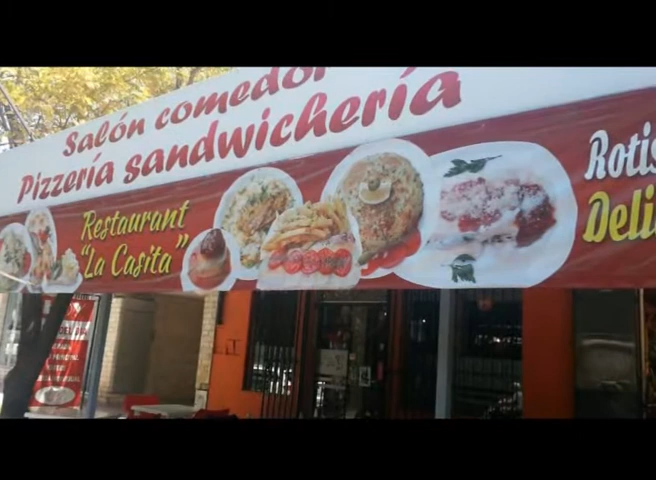 Salón comedor
Pizzería sandwichería
Restaurant
"La Casita"
Rotis
Deli